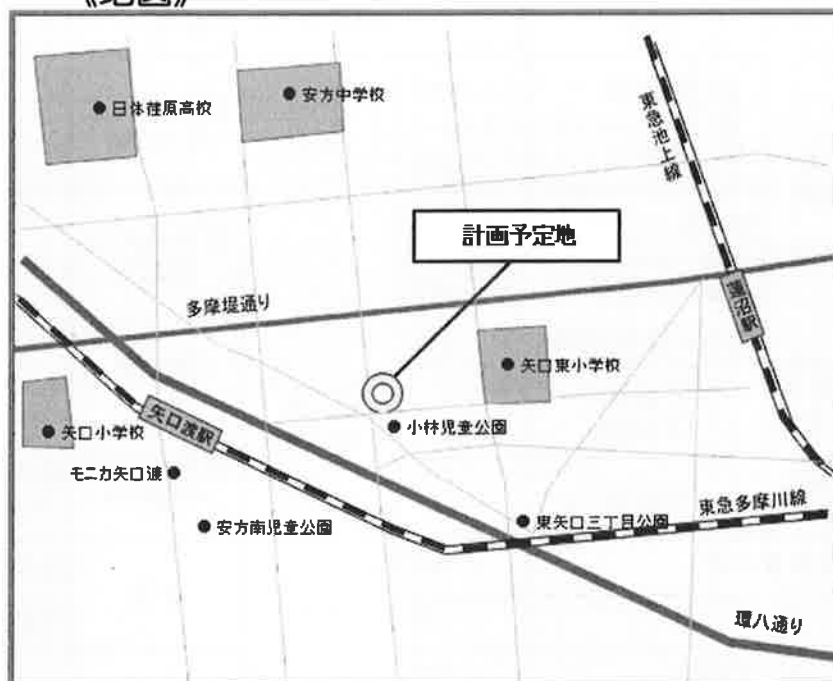 《地図》
日体荏原高校
安方中学校
東急池上線
計画予定地
多摩堤通り
蓮沼駅
矢口東小学校
矢口渡駅
小林児童公園
矢口小学校
モニカ矢口渡
東急多摩川線
東矢口三丁目公園
安方南児童公園
環八通り